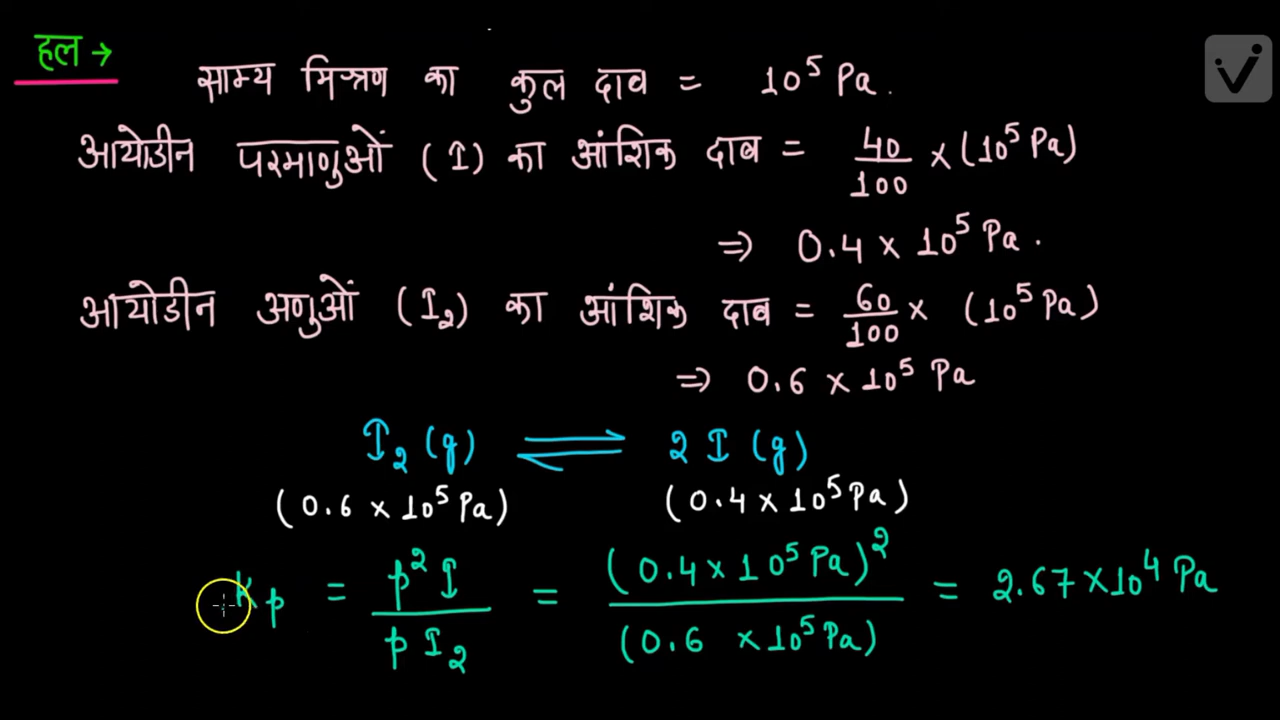 हल →
साम्य मिश्रण का कुल दाब = 10⁵ Pa.
आयोडीन परमाणुओं (I) का आंशिक दाब = 40/100 × (10⁵ Pa)
⇒ 0.4 × 10⁵ Pa.
आयोडीन अणुओं (I₂) का आंशिक दाब = 60/100 × (10⁵ Pa)
⇒ 0.6 × 10⁵ Pa
I₂ (g) ⇌ 2 I (g)
(0.6 × 10⁵ Pa) (0.4 × 10⁵ Pa)
Kp = p² I / p I₂ = (0.4 × 10⁵ Pa)² / (0.6 × 10⁵ Pa) = 2.67 × 10⁴ Pa